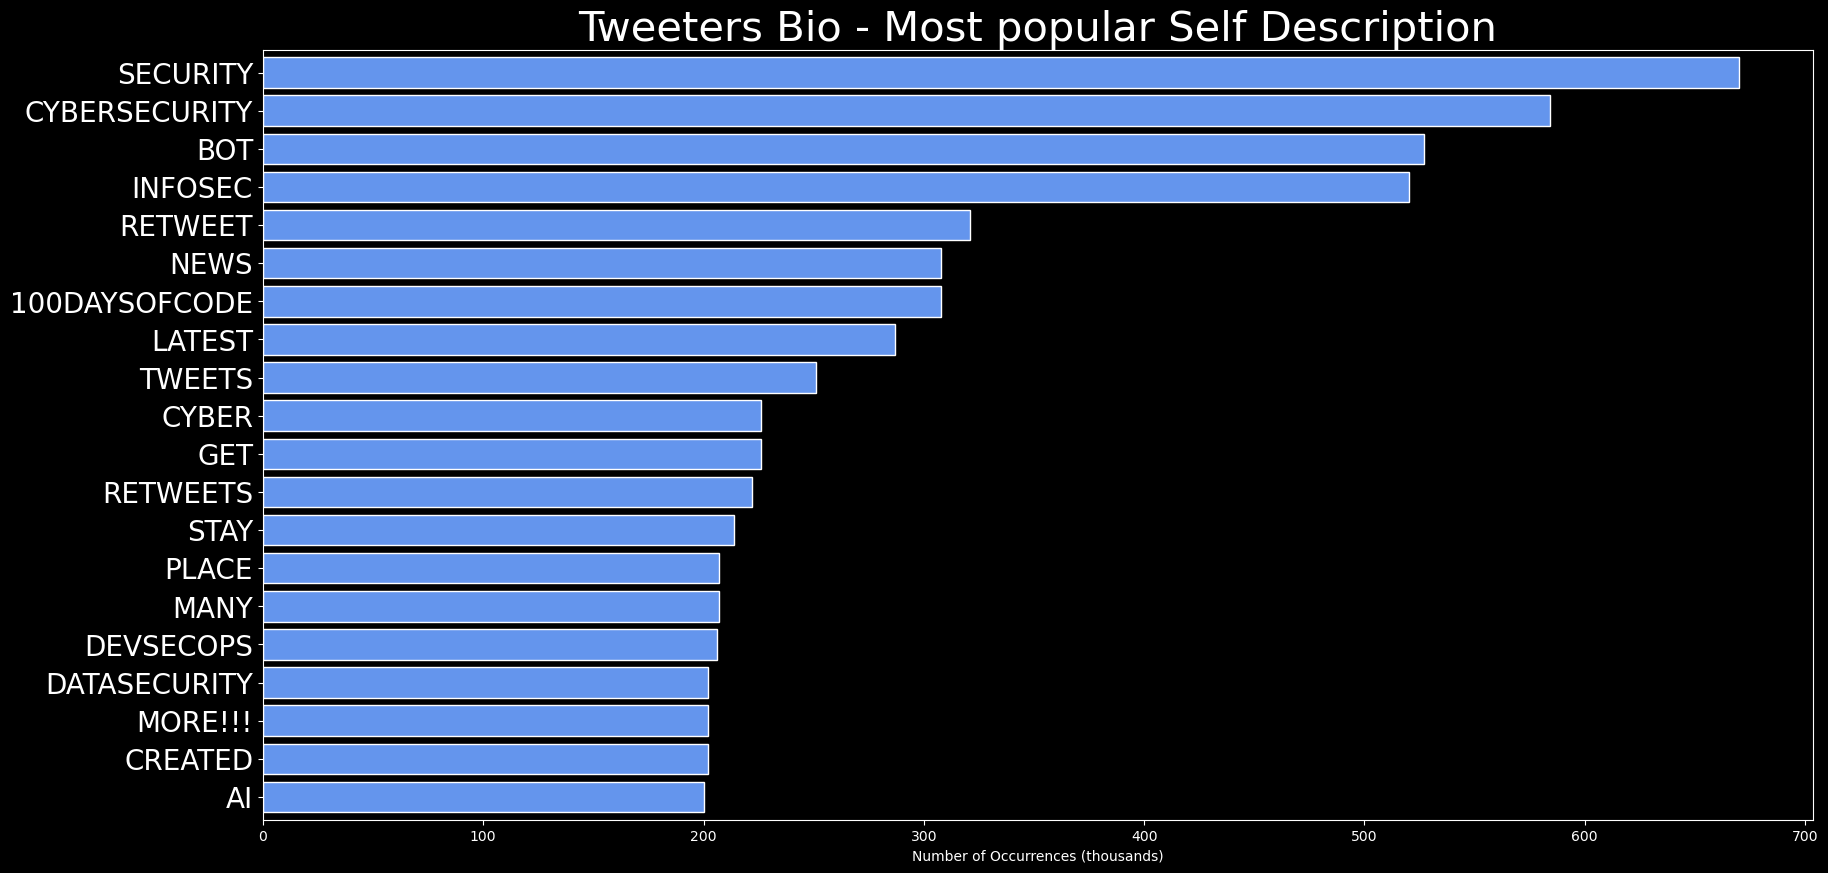 Tweeters Bio - Most popular Self Description
SECURITY
CYBERSECURITY
BOT
INFOSEC
RETWEET
NEWS
100DAYSOFCODE
LATEST
TWEETS
CYBER
GET
RETWEETS
STAY
PLACE
MANY
DEVSECOPS
DATASECURITY
MORE!!!
CREATED
AI
0 100 200 300 400 500 600 700
Number of Occurrences (thousands)